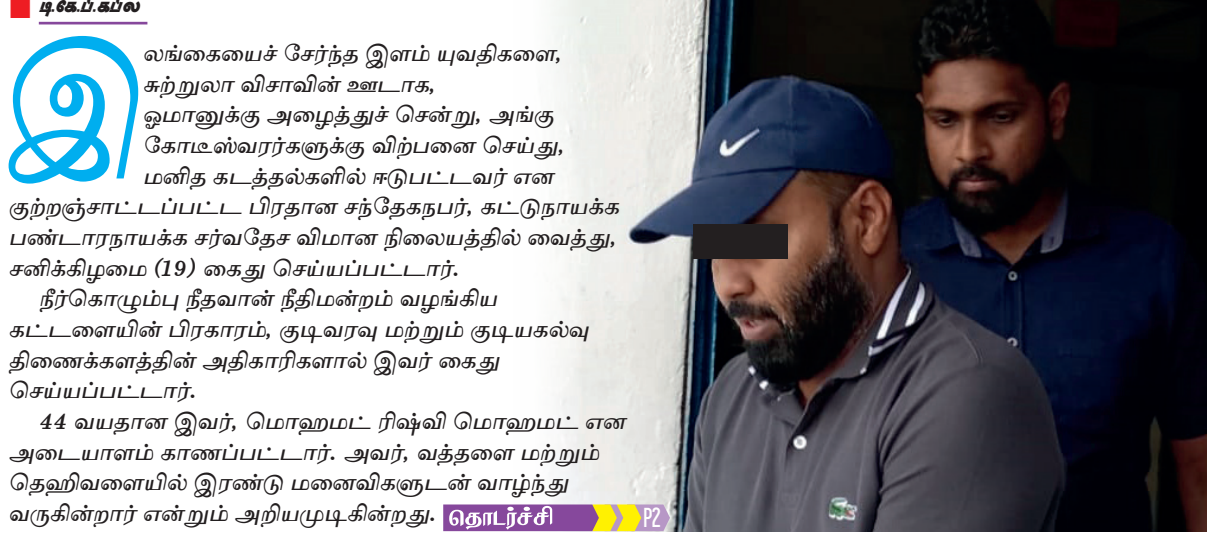 டி.கே.பி.கபில
இலங்கையைச் சேர்ந்த இளம் யுவதிகளை,
சுற்றுலா விசாவின் ஊடாக,
ஓமானுக்கு அழைத்துச் சென்று, அங்கு
கோடீஸ்வரர்களுக்கு விற்பனை செய்து,
மனித கடத்தல்களில் ஈடுபட்டவர் என
குற்றஞ்சாட்டப்பட்ட பிரதான சந்தேகநபர், கட்டுநாயக்க
பண்டாரநாயக்க சர்வதேச விமான நிலையத்தில் வைத்து,
சனிக்கிழமை (19) கைது செய்யப்பட்டார்.
நீர்கொழும்பு நீதவான் நீதிமன்றம் வழங்கிய
கட்டளையின் பிரகாரம், குடிவரவு மற்றும் குடியகல்வு
திணைக்களத்தின் அதிகாரிகளால் இவர் கைது
செய்யப்பட்டார்.
44 வயதான இவர், மொஹமட் ரிஷ்வி மொஹமட் என
அடையாளம் காணப்பட்டார். அவர், வத்தளை மற்றும்
தெஹிவளையில் இரண்டு மனைவிகளுடன் வாழ்ந்து
வருகின்றார் என்றும் அறியமுடிகின்றது. தொடர்ச்சி P2